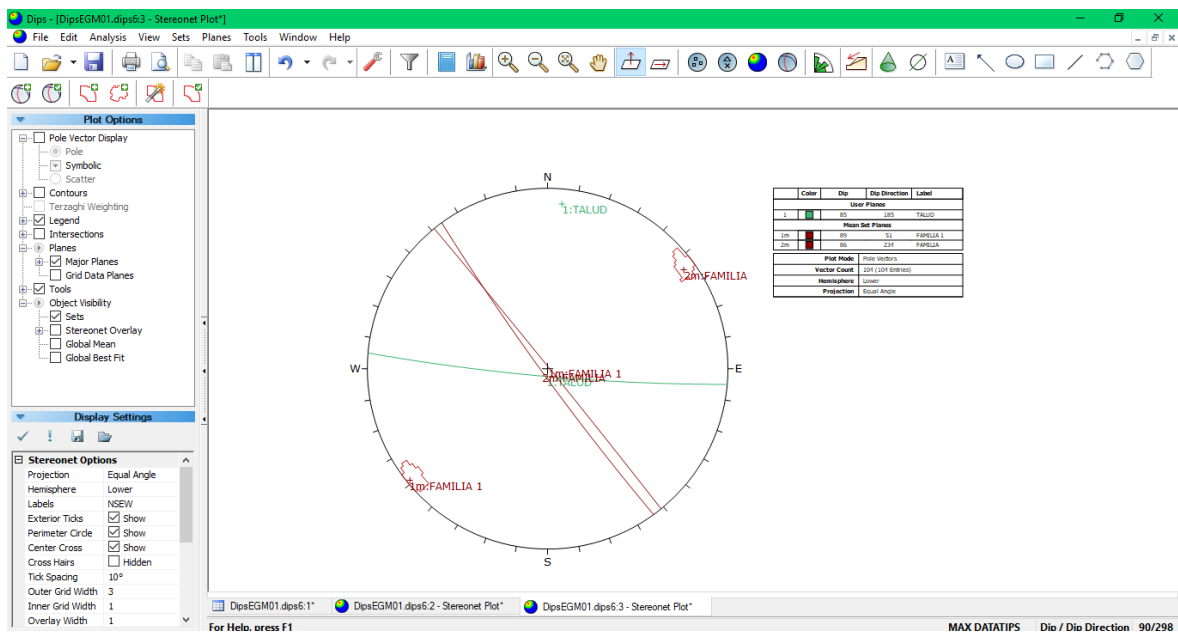 Dips - [DipsEGM01.dips6:3 - Stereonet Plot*]
File Edit Analysis View Sets Planes Tools Window Help
Plot Options
Pole Vector Display
Pole
Symbolic
Scatter
Contours
Terzaghi Weighting
Legend
Intersections
Planes
Major Planes
Grid Data Planes
Tools
Object Visibility
Sets
Stereonet Overlay
Global Mean
Global Best Fit
Display Settings
Stereonet Options
Projection Equal Angle
Hemisphere Lower
Labels NSEW
Exterior Ticks Show
Perimeter Circle Show
Center Cross Show
Cross Hairs Hidden
Tick Spacing 10°
Outer Grid Width 3
Inner Grid Width 1
Overlay Width 1
N
1:TALUD
2m:FAMILIA
W
E
1m:FAMILIA 1
2m:FAMILIA
1:TALUD
1m:FAMILIA 1
S
Color Dip Dip Direction Label
User Planes
1 85 185 TALUD
Mean Set Planes
1m 89 51 FAMILIA 1
2m 86 234 FAMILIA
Plot Mode Pole Vectors
Vector Count 104 (104 Entries)
Hemisphere Lower
Projection Equal Angle
DipsEGM01.dips6:1* DipsEGM01.dips6:2 - Stereonet Plot* DipsEGM01.dips6:3 - Stereonet Plot*
For Help, press F1 MAX DATATIPS Dip / Dip Direction 90/298